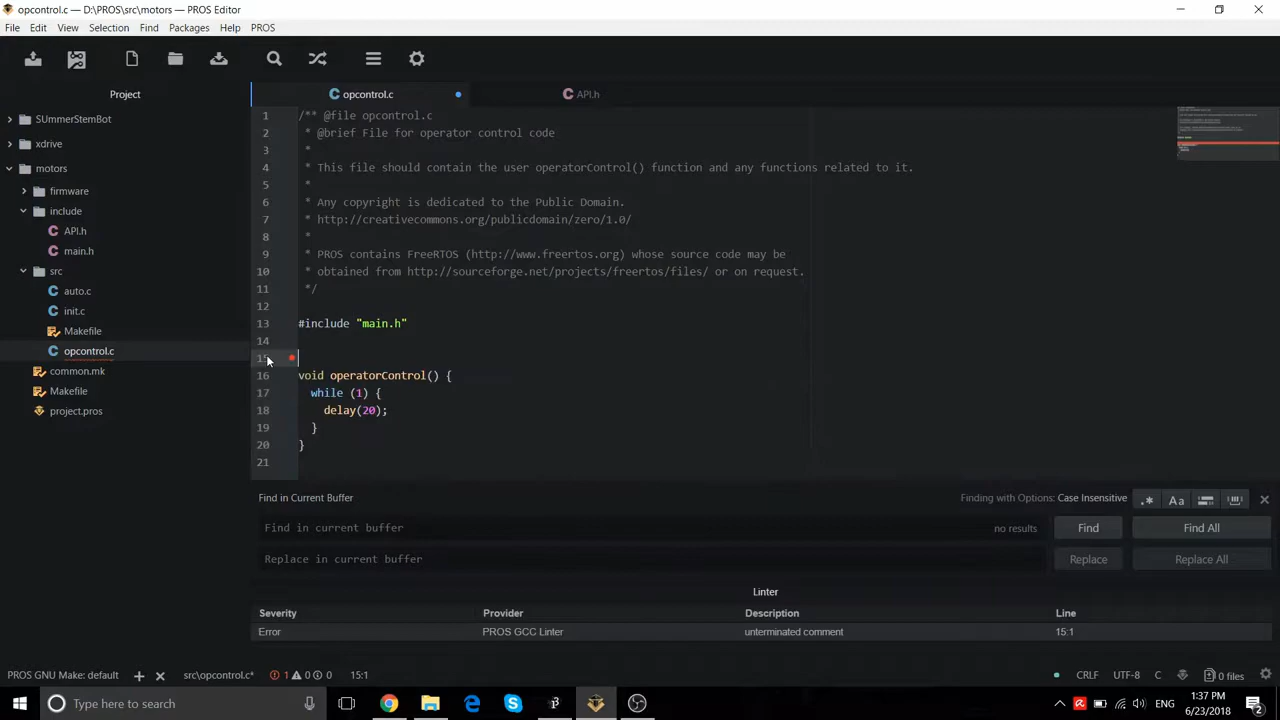 opcontrol.c — D:\PROS\src\motors - PROS Editor
File Edit View Selection Find Packages Help PROS
Project
opcontrol.c
API.h
SUmmerStemBot
xdrive
motors
firmware
include
API.h
main.h
src
auto.c
init.c
Makefile
opcontrol.c
common.mk
Makefile
project.pros
1 /** @file opcontrol.c
2 * @brief File for operator control code
3 *
4 * This file should contain the user operatorControl() function and any functions related to it.
5 *
6 * Any copyright is dedicated to the Public Domain.
7 * http://creativecommons.org/publicdomain/zero/1.0/
8 *
9 * PROS contains FreeRTOS (http://www.freertos.org) whose source code may be
10 * obtained from http://sourceforge.net/projects/freertos/files/ or on request.
11 */
12
13 #include "main.h"
14
15
16 void operatorControl() {
17 while (1) {
18 delay(20);
19 }
20 }
21
Find in Current Buffer
Finding with Options: Case Insensitive
.* Aa
Find in current buffer
no results
Find
Find All
Replace in current buffer
Replace
Replace All
Linter
Severity Provider Description Line
Error PROS GCC Linter unterminated comment 15:1
PROS GNU Make: default
src\opcontrol.c*
1 0 0
15:1
CRLF UTF-8 C 0 files
Type here to search
ENG
1:37 PM
6/23/2018
2